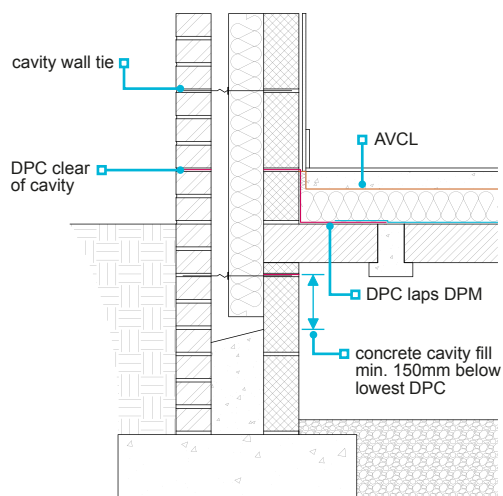 cavity wall tie
AVCL
DPC clear
of cavity
DPC laps DPM
concrete cavity fill
min. 150mm below
lowest DPC